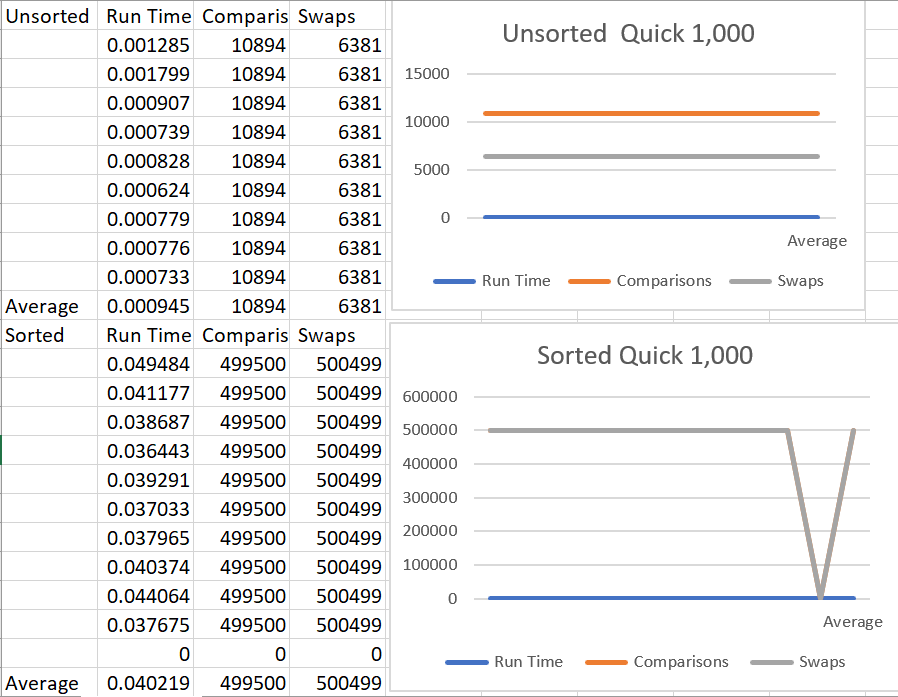 Unsorted Run Time Comparis Swaps
0.001285 10894 6381
0.001799 10894 6381
0.000907 10894 6381
0.000739 10894 6381
0.000828 10894 6381
0.000624 10894 6381
0.000779 10894 6381
0.000776 10894 6381
0.000733 10894 6381
Average 0.000945 10894 6381
Unsorted Quick 1,000
15000
10000
5000
0
Average
Run Time Comparisons Swaps
Sorted Run Time Comparis Swaps
0.049484 499500 500499
0.041177 499500 500499
0.038687 499500 500499
0.036443 499500 500499
0.039291 499500 500499
0.037033 499500 500499
0.037965 499500 500499
0.040374 499500 500499
0.044064 499500 500499
0.037675 499500 500499
0 0 0
Average 0.040219 499500 500499
Sorted Quick 1,000
600000
500000
400000
300000
200000
100000
0
Average
Run Time Comparisons Swaps